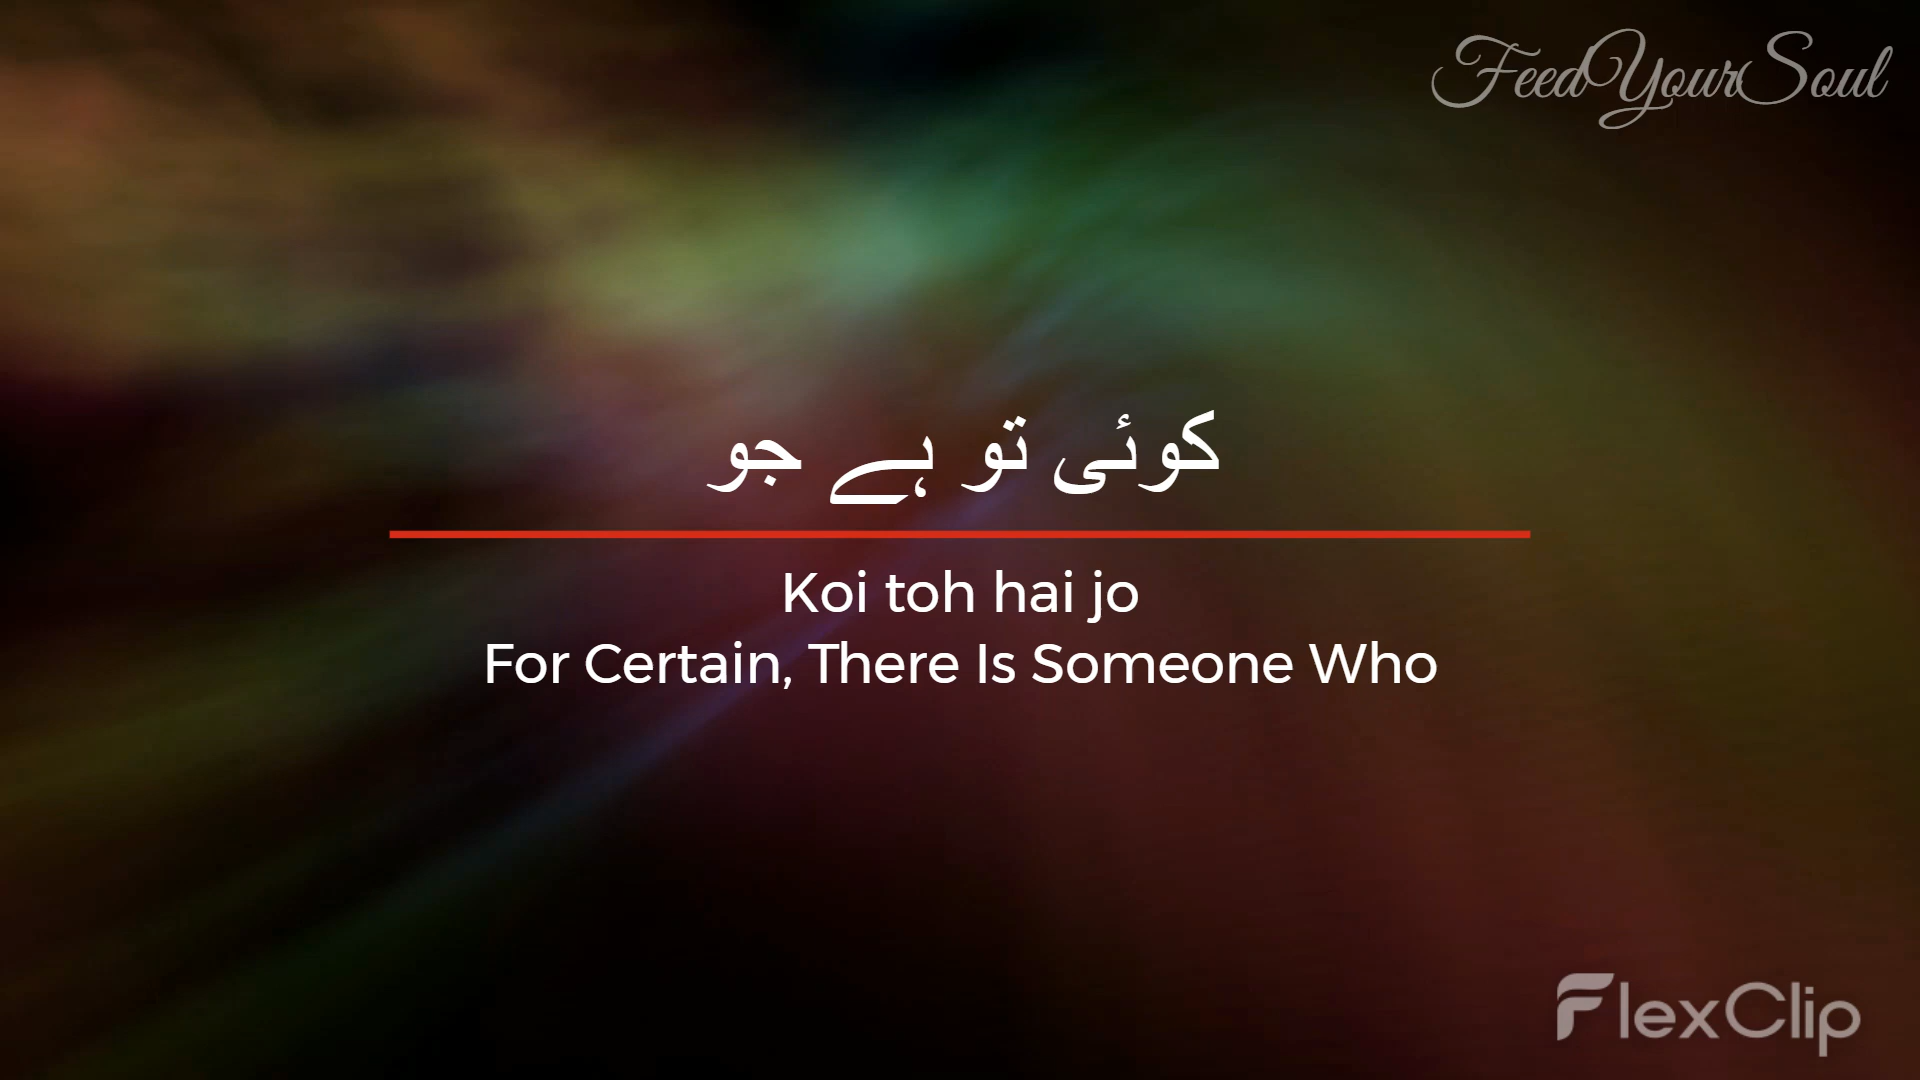 FeedYourSoul
کوئی تو ہے جو
Koi toh hai jo
For Certain, There Is Someone Who
FlexClip